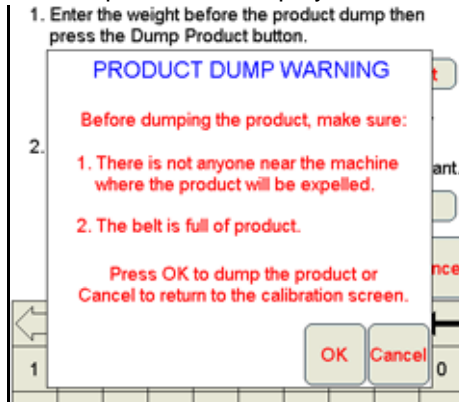 1. Enter the weight before the product dump then
press the Dump Product button.
PRODUCT DUMP WARNING
Before dumping the product, make sure:
2.
1. There is not anyone near the machine
where the product will be expelled.
2. The belt is full of product.
Press OK to dump the product or
Cancel to return to the calibration screen.
OK
Cancel
1
0